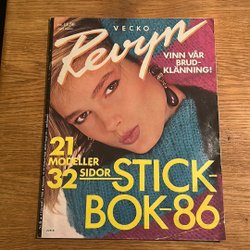 VECKO
Revyn
VINN VÅR
BRUD-
KLÄNNING!
21
MODELLER
32 SIDOR
STICK-
BOK-86